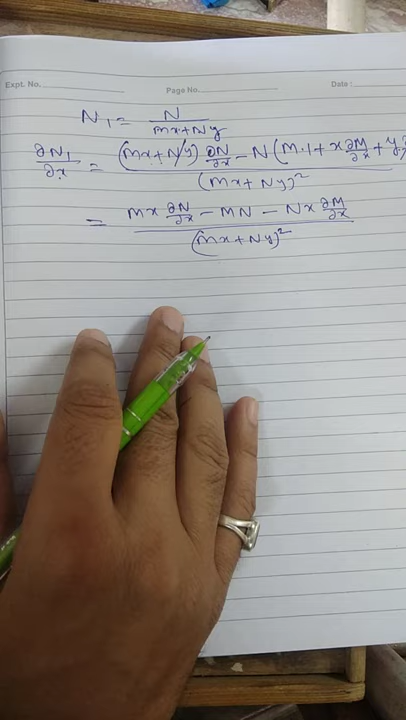 Expt. No. Page No. Date :
N₁ = N / (Mx+Ny)
∂N₁/∂x = ((Mx+Ny) ∂N/∂x − N(M·1 + x ∂M/∂x + y / (Mx+Ny)²
= (Mx ∂N/∂x − MN − Nx ∂M/∂x) / (Mx+Ny)²